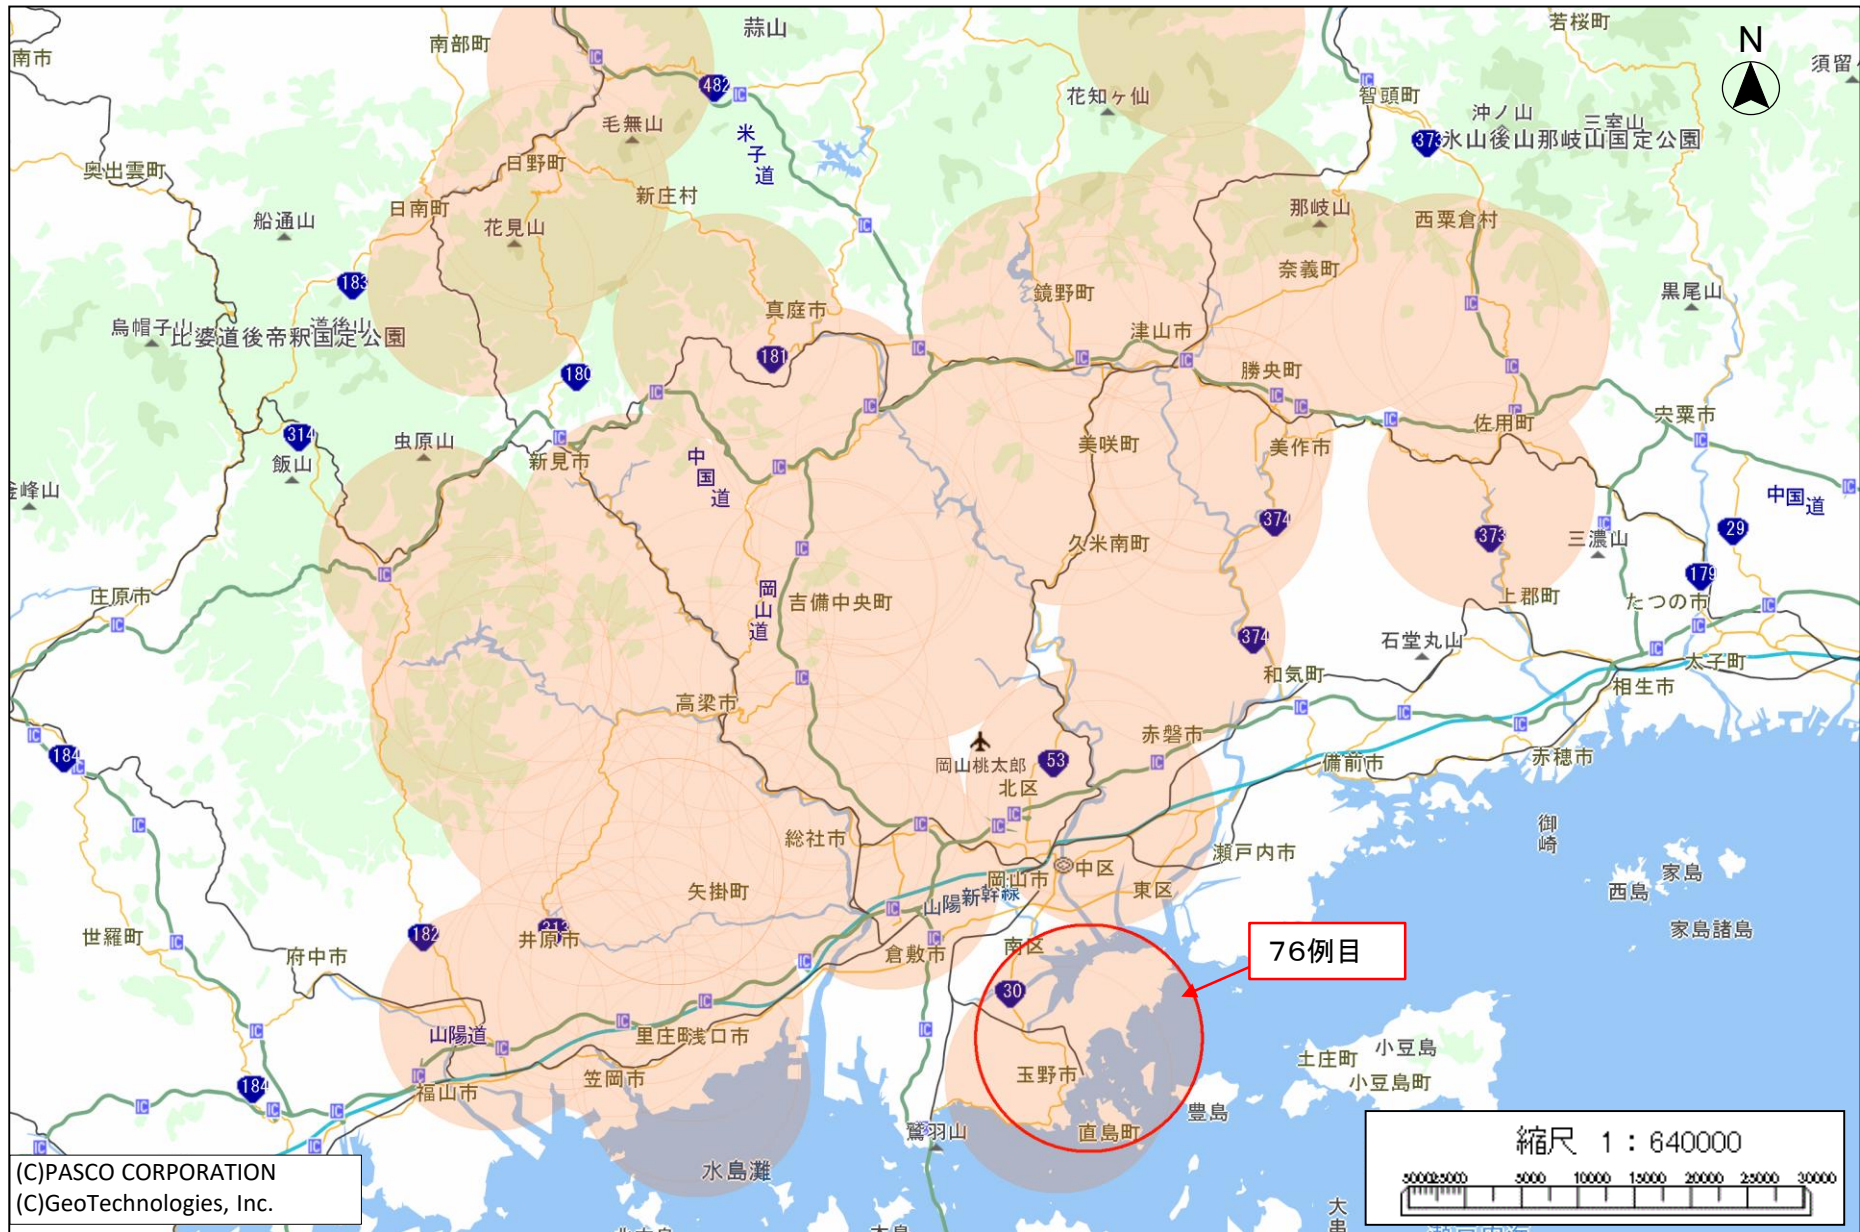 南市
南部町
蒜山
若桜町
N
須留
482
花知ヶ仙
智頭町
沖ノ山
三室山
毛無山
米子道
373
氷山後山那岐山国定公園
日野町
奥出雲町
新庄村
船通山
日南町
花見山
那岐山
西粟倉村
183
奈義町
鏡野町
黒尾山
真庭市
烏帽子山
道後山
比婆道後帝釈国定公園
津山市
181
180
勝央町
宍粟市
佐用町
314
虫原山
飯山
新見市
中国道
美咲町
美作市
釜峰山
中国道
374
373
29
久米南町
三濃山
179
庄原市
岡山道
吉備中央町
上郡町
たつの市
374
石堂丸山
和気町
太子町
相生市
高梁市
赤磐市
184
岡山桃太郎
53
備前市
赤穂市
北区
総社市
御崎
瀬戸内市
中区
岡山市
家島
西島
矢掛町
東区
山陽新幹線
家島諸島
182
313
井原市
世羅町
府中市
倉敷市
南区
76例目
30
山陽道
里庄町
浅口市
小豆島
土庄町
玉野市
小豆島町
笠岡市
福山市
184
豊島
直島町
鷲羽山
水島灘
縮尺 1:640000
5000 10000 15000 20000 25000 30000
(C)PASCO CORPORATION
(C)GeoTechnologies, Inc.
IC